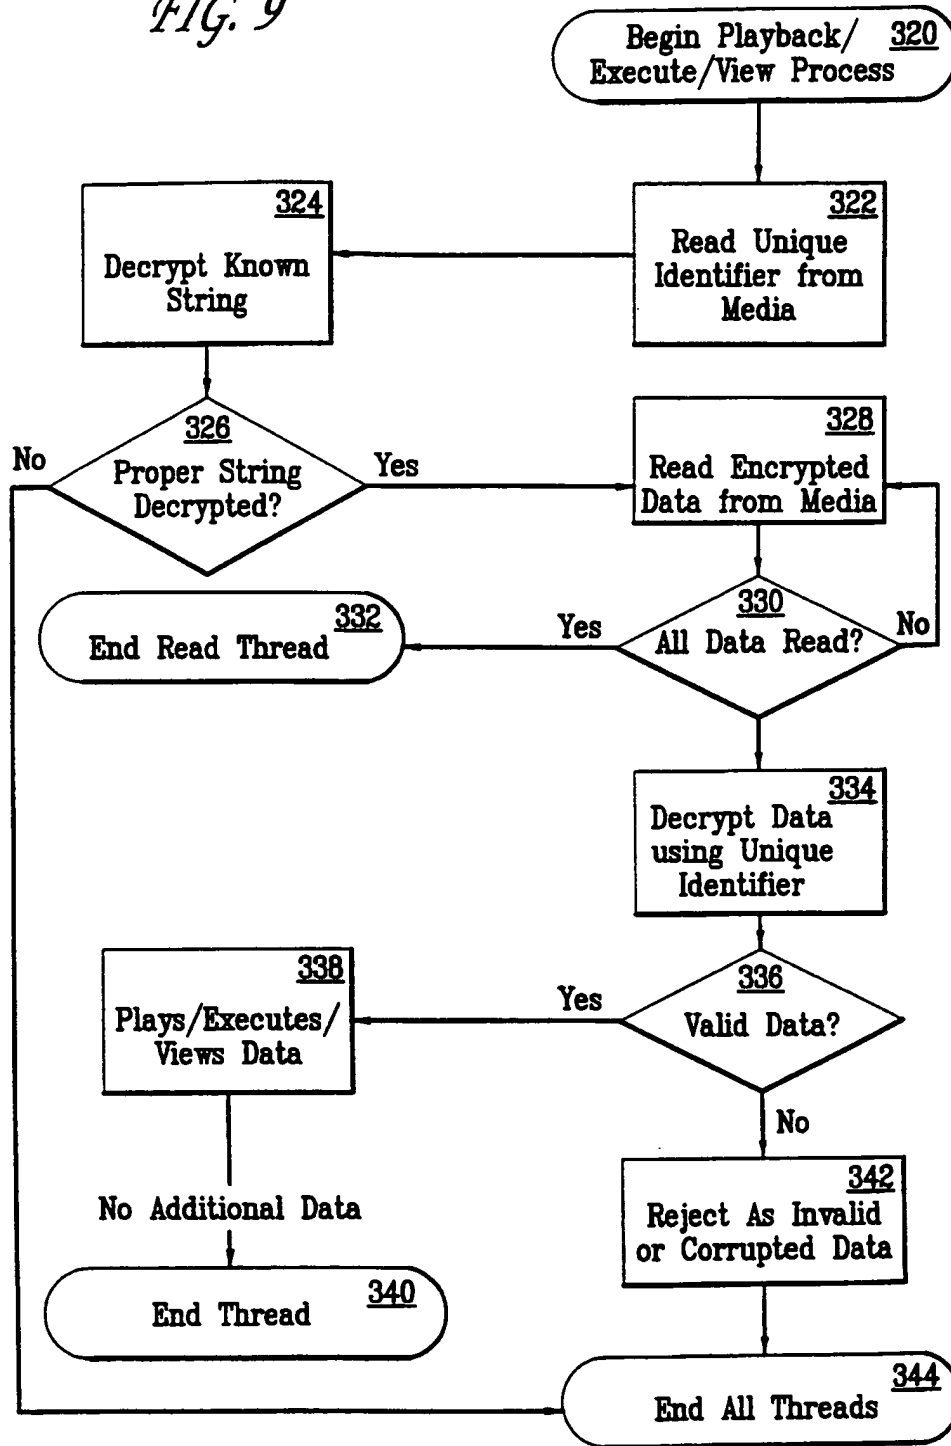 FIG. 9
Begin Playback/ 320
Execute/View Process
322
Read Unique
Identifier from
Media
324
Decrypt Known
String
326
Proper String
Decrypted?
No
Yes
328
Read Encrypted
Data from Media
330
All Data Read?
No
Yes
332
End Read Thread
334
Decrypt Data
using Unique
Identifier
336
Valid Data?
Yes
No
338
Plays/Executes/
Views Data
No Additional Data
340
End Thread
342
Reject As Invalid
or Corrupted Data
344
End All Threads